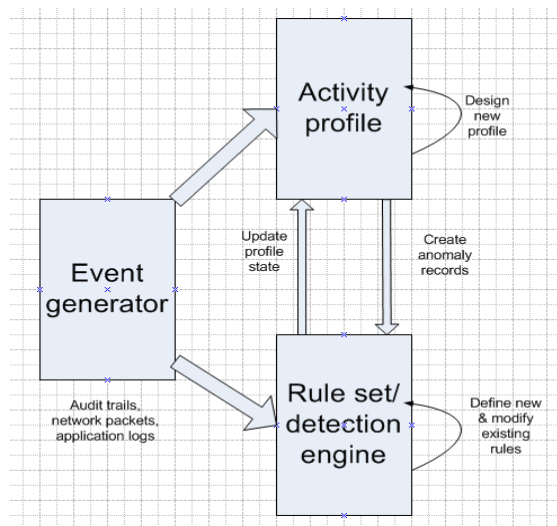 Activity
profile
Design
new
profile
Update
profile
state
Create
anomaly
records
Event
generator
Audit trails,
network packets,
application logs
Rule set/
detection
engine
Define new
& modify
existing
rules